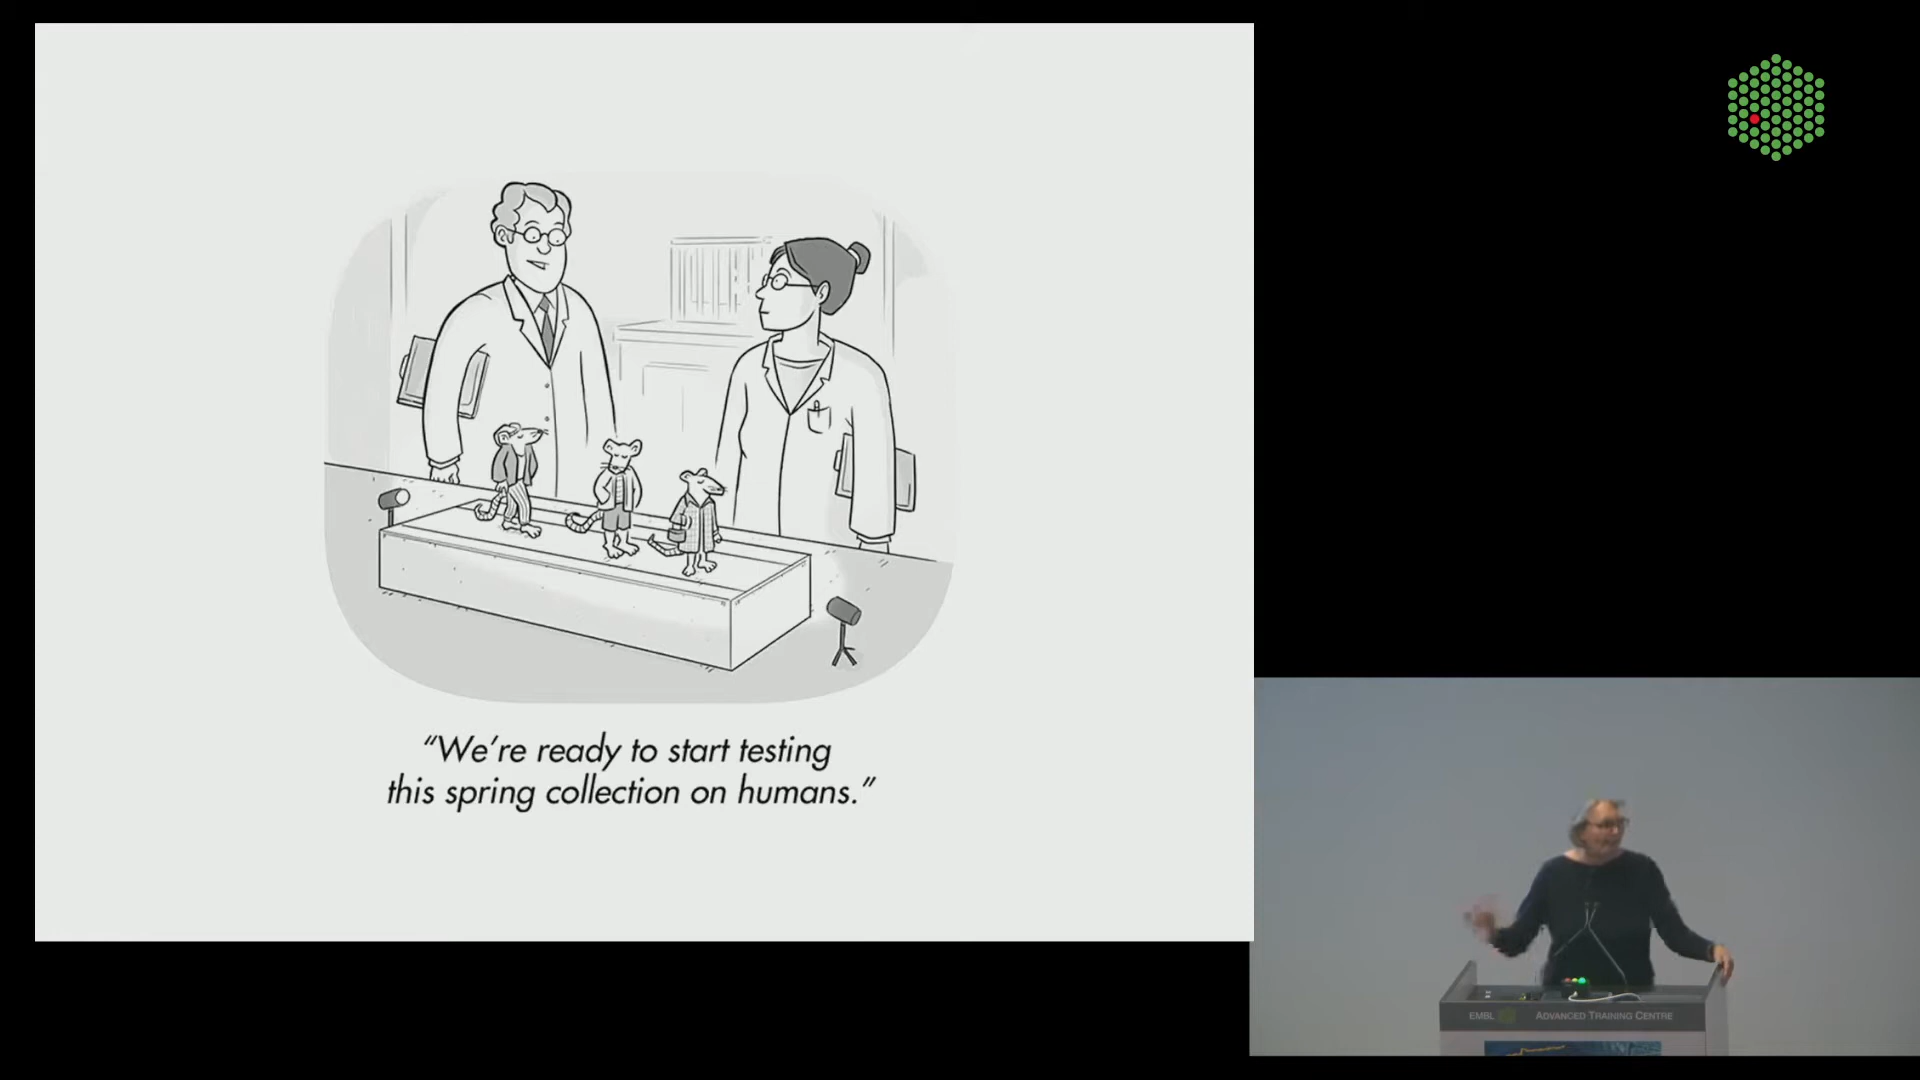 “We’re ready to start testing
this spring collection on humans.”
EMBL ADVANCED TRAINING CENTRE